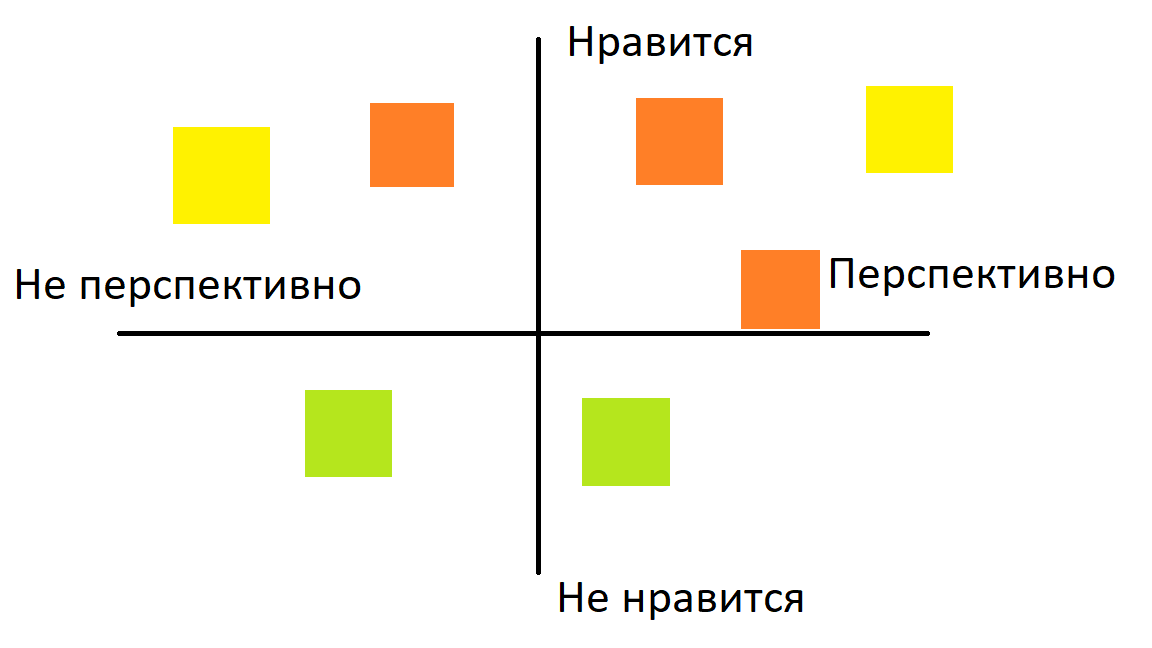 Нравится
Не перспективно
Перспективно
Не нравится